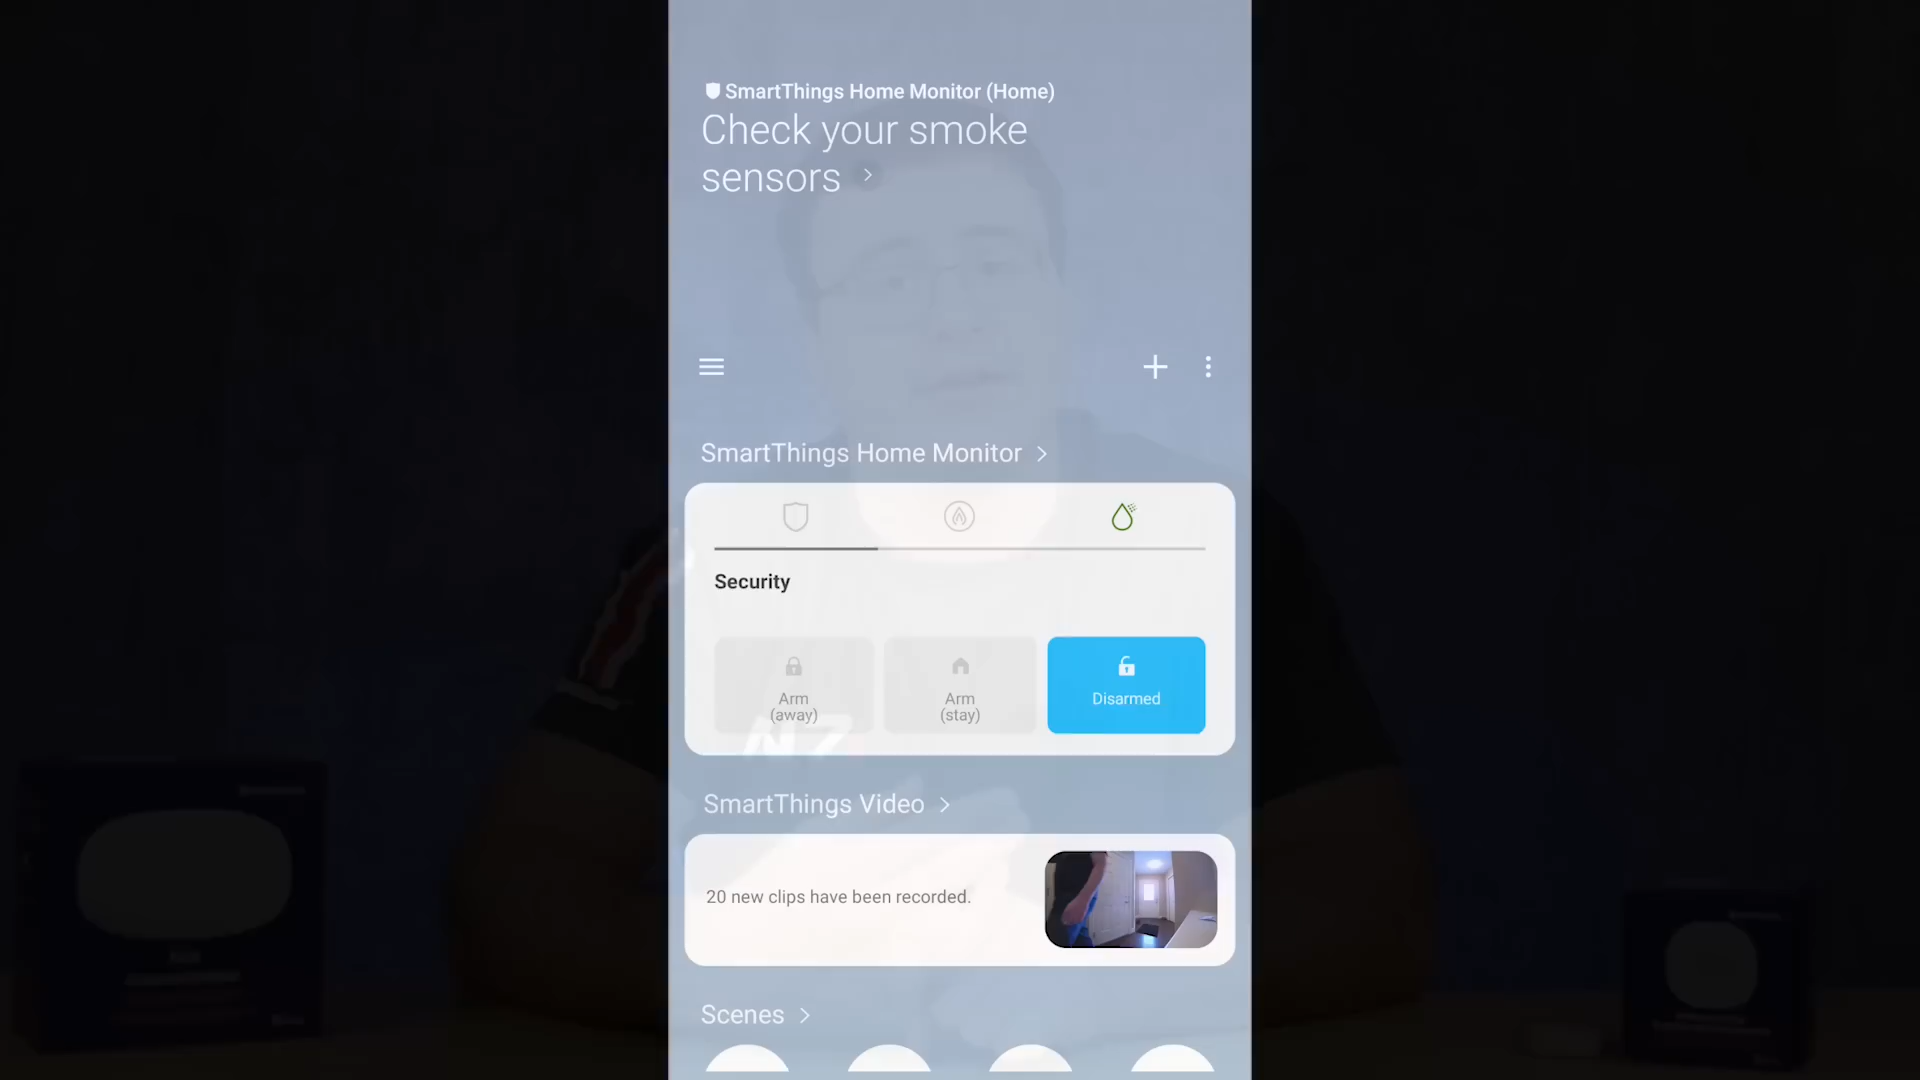 SmartThings Home Monitor (Home)
Check your smoke
sensors
SmartThings Home Monitor
Security
Arm
(away)
Arm
(stay)
Disarmed
N7
SmartThings Video
20 new clips have been recorded.
Scenes